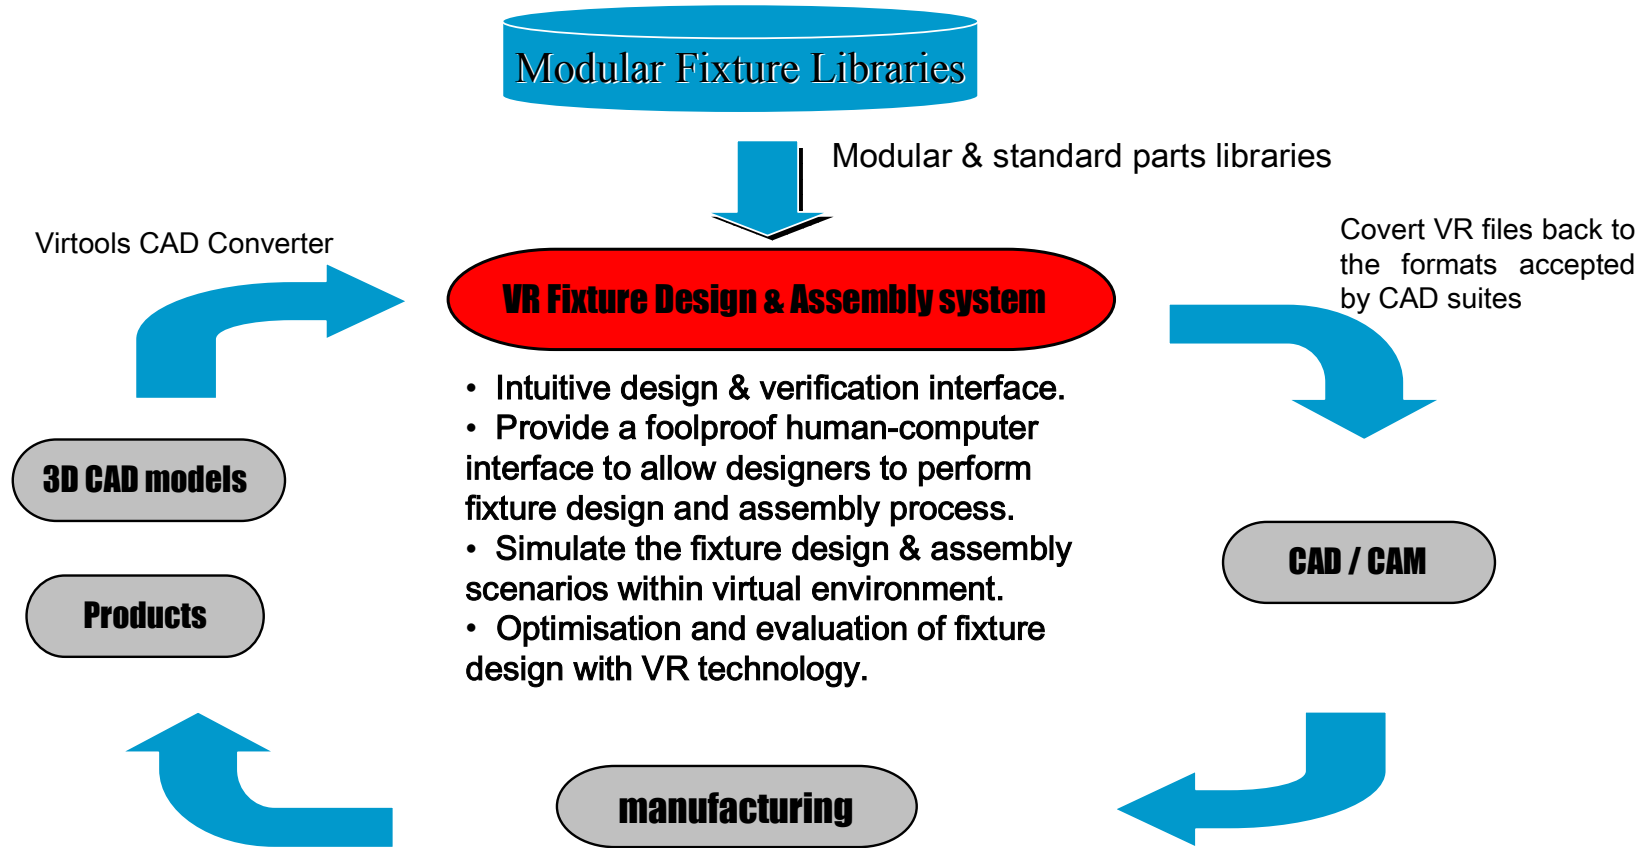 Modular Fixture Libraries
Modular & standard parts libraries
Virtools CAD Converter
Covert VR files back to
the formats accepted
by CAD suites
VR Fixture Design & Assembly system
• Intuitive design & verification interface.
• Provide a foolproof human-computer
interface to allow designers to perform
fixture design and assembly process.
• Simulate the fixture design & assembly
scenarios within virtual environment.
• Optimisation and evaluation of fixture
design with VR technology.
3D CAD models
Products
CAD / CAM
manufacturing